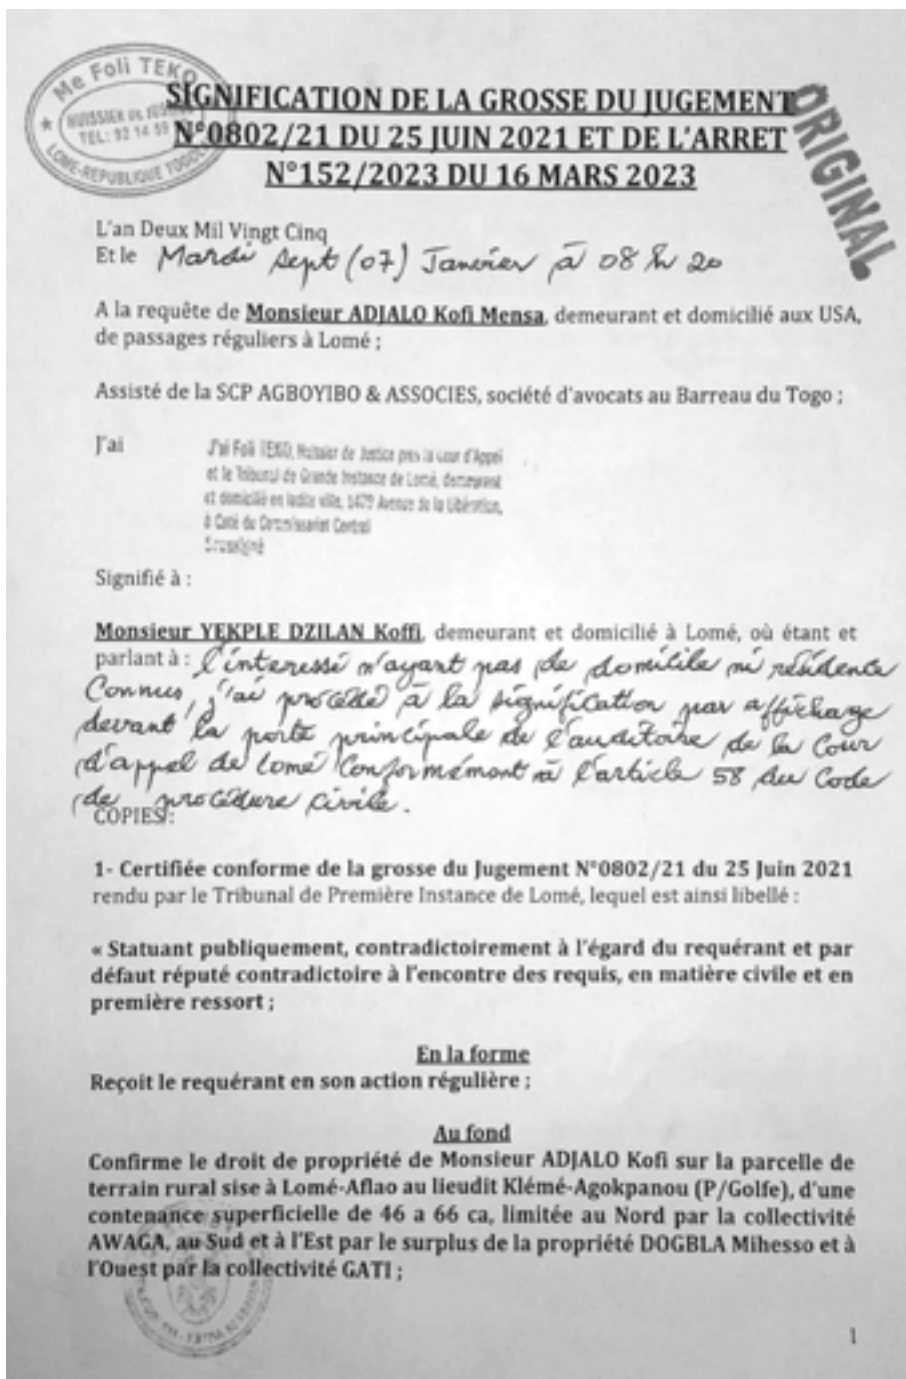 Me Foli TEKO
HUISSIER DE JUSTICE
TEL: 92 14 55
LOME-REPUBLIQUE TOGOLAISE
ORIGINAL
SIGNIFICATION DE LA GROSSE DU JUGEMENT
N°0802/21 DU 25 JUIN 2021 ET DE L'ARRET
N°152/2023 DU 16 MARS 2023
L'an Deux Mil Vingt Cinq
Et le Mardi sept (07) Janvier à 08 h 20
A la requête de Monsieur ADJALO Kofi Mensa, demeurant et domicilié aux USA,
de passages réguliers à Lomé ;
Assisté de la SCP AGBOYIBO & ASSOCIES, société d'avocats au Barreau du Togo ;
J'ai
J'ai Foli TEKO, Huissier de Justice près la cour d'Appel
et le Tribunal de Grande Instance de Lomé, demeurant
et domicilié en ladite ville, 1479 Avenue de la Libération,
à Coté du Commissariat Central
Soussigné
Signifié à :
Monsieur YEKPLE DZILAN Koffi, demeurant et domicilié à Lomé, où étant et
parlant à : l'interessé n'ayant pas de domicile ni résidence
Connus, j'ai procédé à la signification par affichage
devant la porte principale de l'auditoire de la Cour
d'appel de Lomé Conformément à l'article 58 du Code
de procédure civile.
COPIES :
1- Certifiée conforme de la grosse du Jugement N°0802/21 du 25 Juin 2021
rendu par le Tribunal de Première Instance de Lomé, lequel est ainsi libellé :
« Statuant publiquement, contradictoirement à l'égard du requérant et par
défaut réputé contradictoire à l'encontre des requis, en matière civile et en
première ressort ;
En la forme
Reçoit le requérant en son action régulière ;
Au fond
Confirme le droit de propriété de Monsieur ADJALO Kofi sur la parcelle de
terrain rural sise à Lomé-Aflao au lieudit Klémé-Agokpanou (P/Golfe), d'une
contenance superficielle de 46 a 66 ca, limitée au Nord par la collectivité
AWAGA, au Sud et à l'Est par le surplus de la propriété DOGBLA Mihesso et à
l'Ouest par la collectivité GATI ;
1